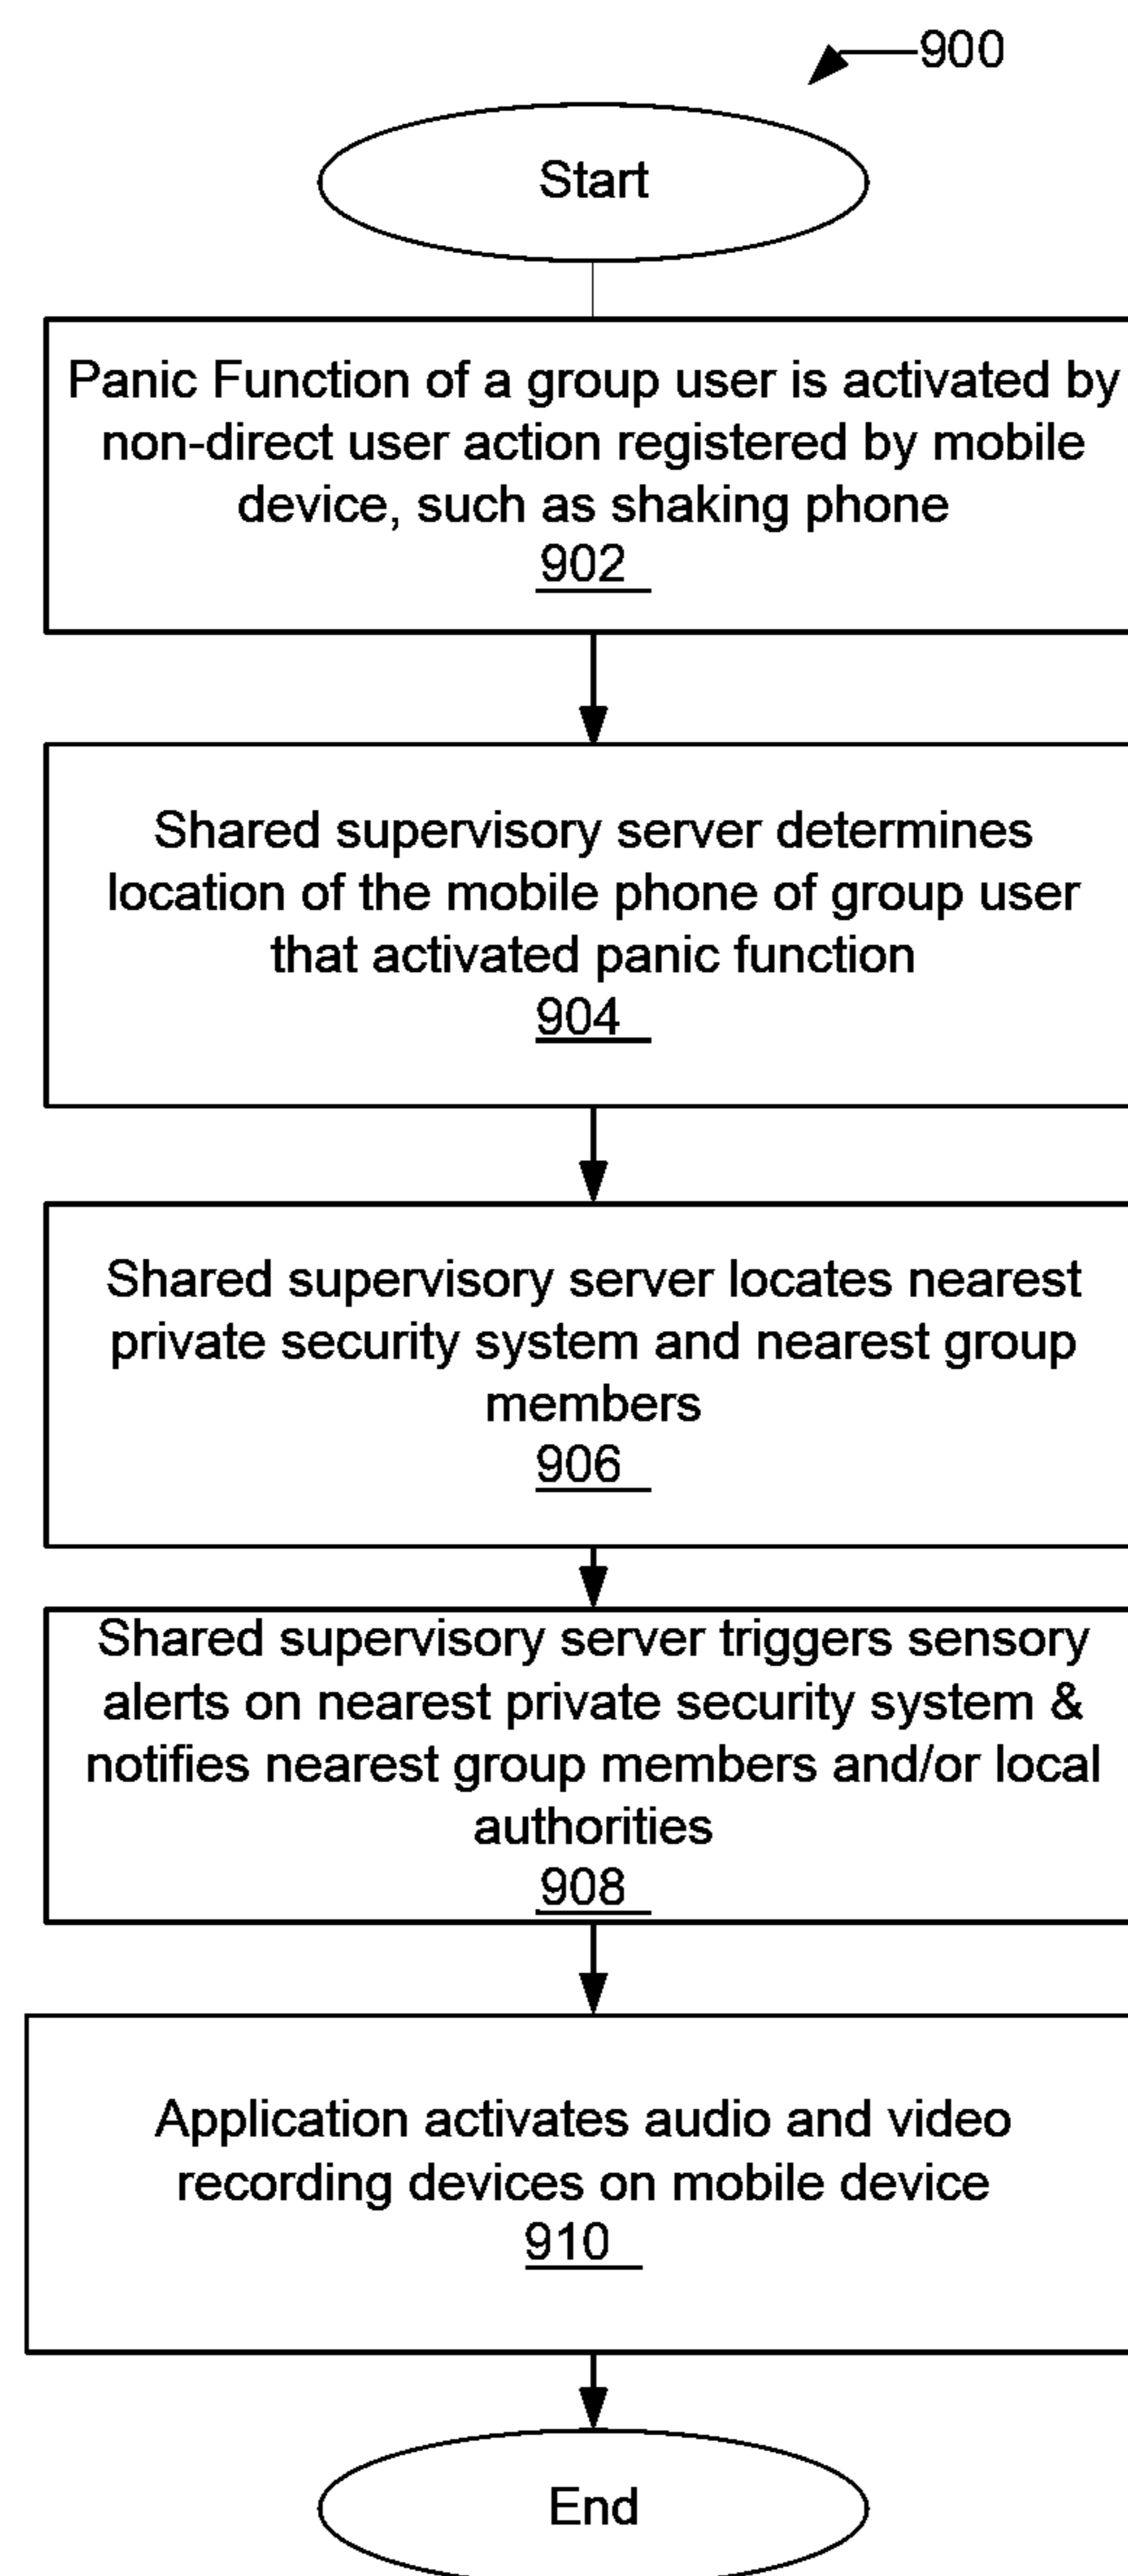 900
Start
Panic Function of a group user is activated by
non-direct user action registered by mobile
device, such as shaking phone
902
Shared supervisory server determines
location of the mobile phone of group user
that activated panic function
904
Shared supervisory server locates nearest
private security system and nearest group
members
906
Shared supervisory server triggers sensory
alerts on nearest private security system &
notifies nearest group members and/or local
authorities
908
Application activates audio and video
recording devices on mobile device
910
End